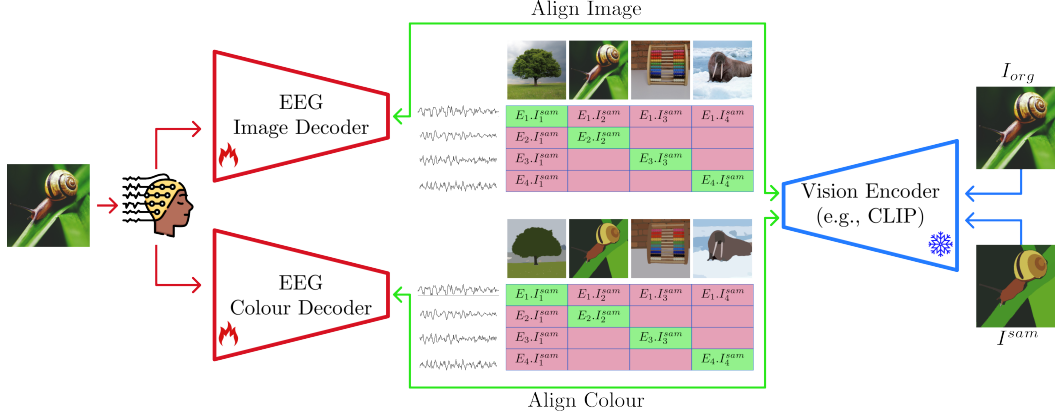 Align Image
EEG
Image Decoder
E₁.I₁ˢᵃᵐ E₁.I₂ˢᵃᵐ E₁.I₃ˢᵃᵐ E₁.I₄ˢᵃᵐ
E₂.I₁ˢᵃᵐ E₂.I₂ˢᵃᵐ
E₃.I₁ˢᵃᵐ E₃.I₃ˢᵃᵐ
E₄.I₁ˢᵃᵐ E₄.I₄ˢᵃᵐ
EEG
Colour Decoder
E₁.I₁ˢᵃᵐ E₁.I₂ˢᵃᵐ E₁.I₃ˢᵃᵐ E₁.I₄ˢᵃᵐ
E₂.I₁ˢᵃᵐ E₂.I₂ˢᵃᵐ
E₃.I₁ˢᵃᵐ E₃.I₃ˢᵃᵐ
E₄.I₁ˢᵃᵐ E₄.I₄ˢᵃᵐ
Align Colour
Vision Encoder
(e.g., CLIP)
I_org
Iˢᵃᵐ